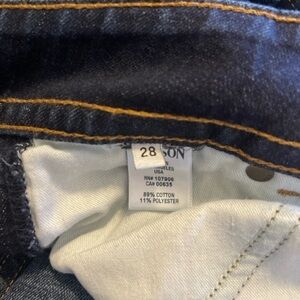 28
SON
USA
RN# 107906
CA# 00635
89% COTTON
11% POLYESTER